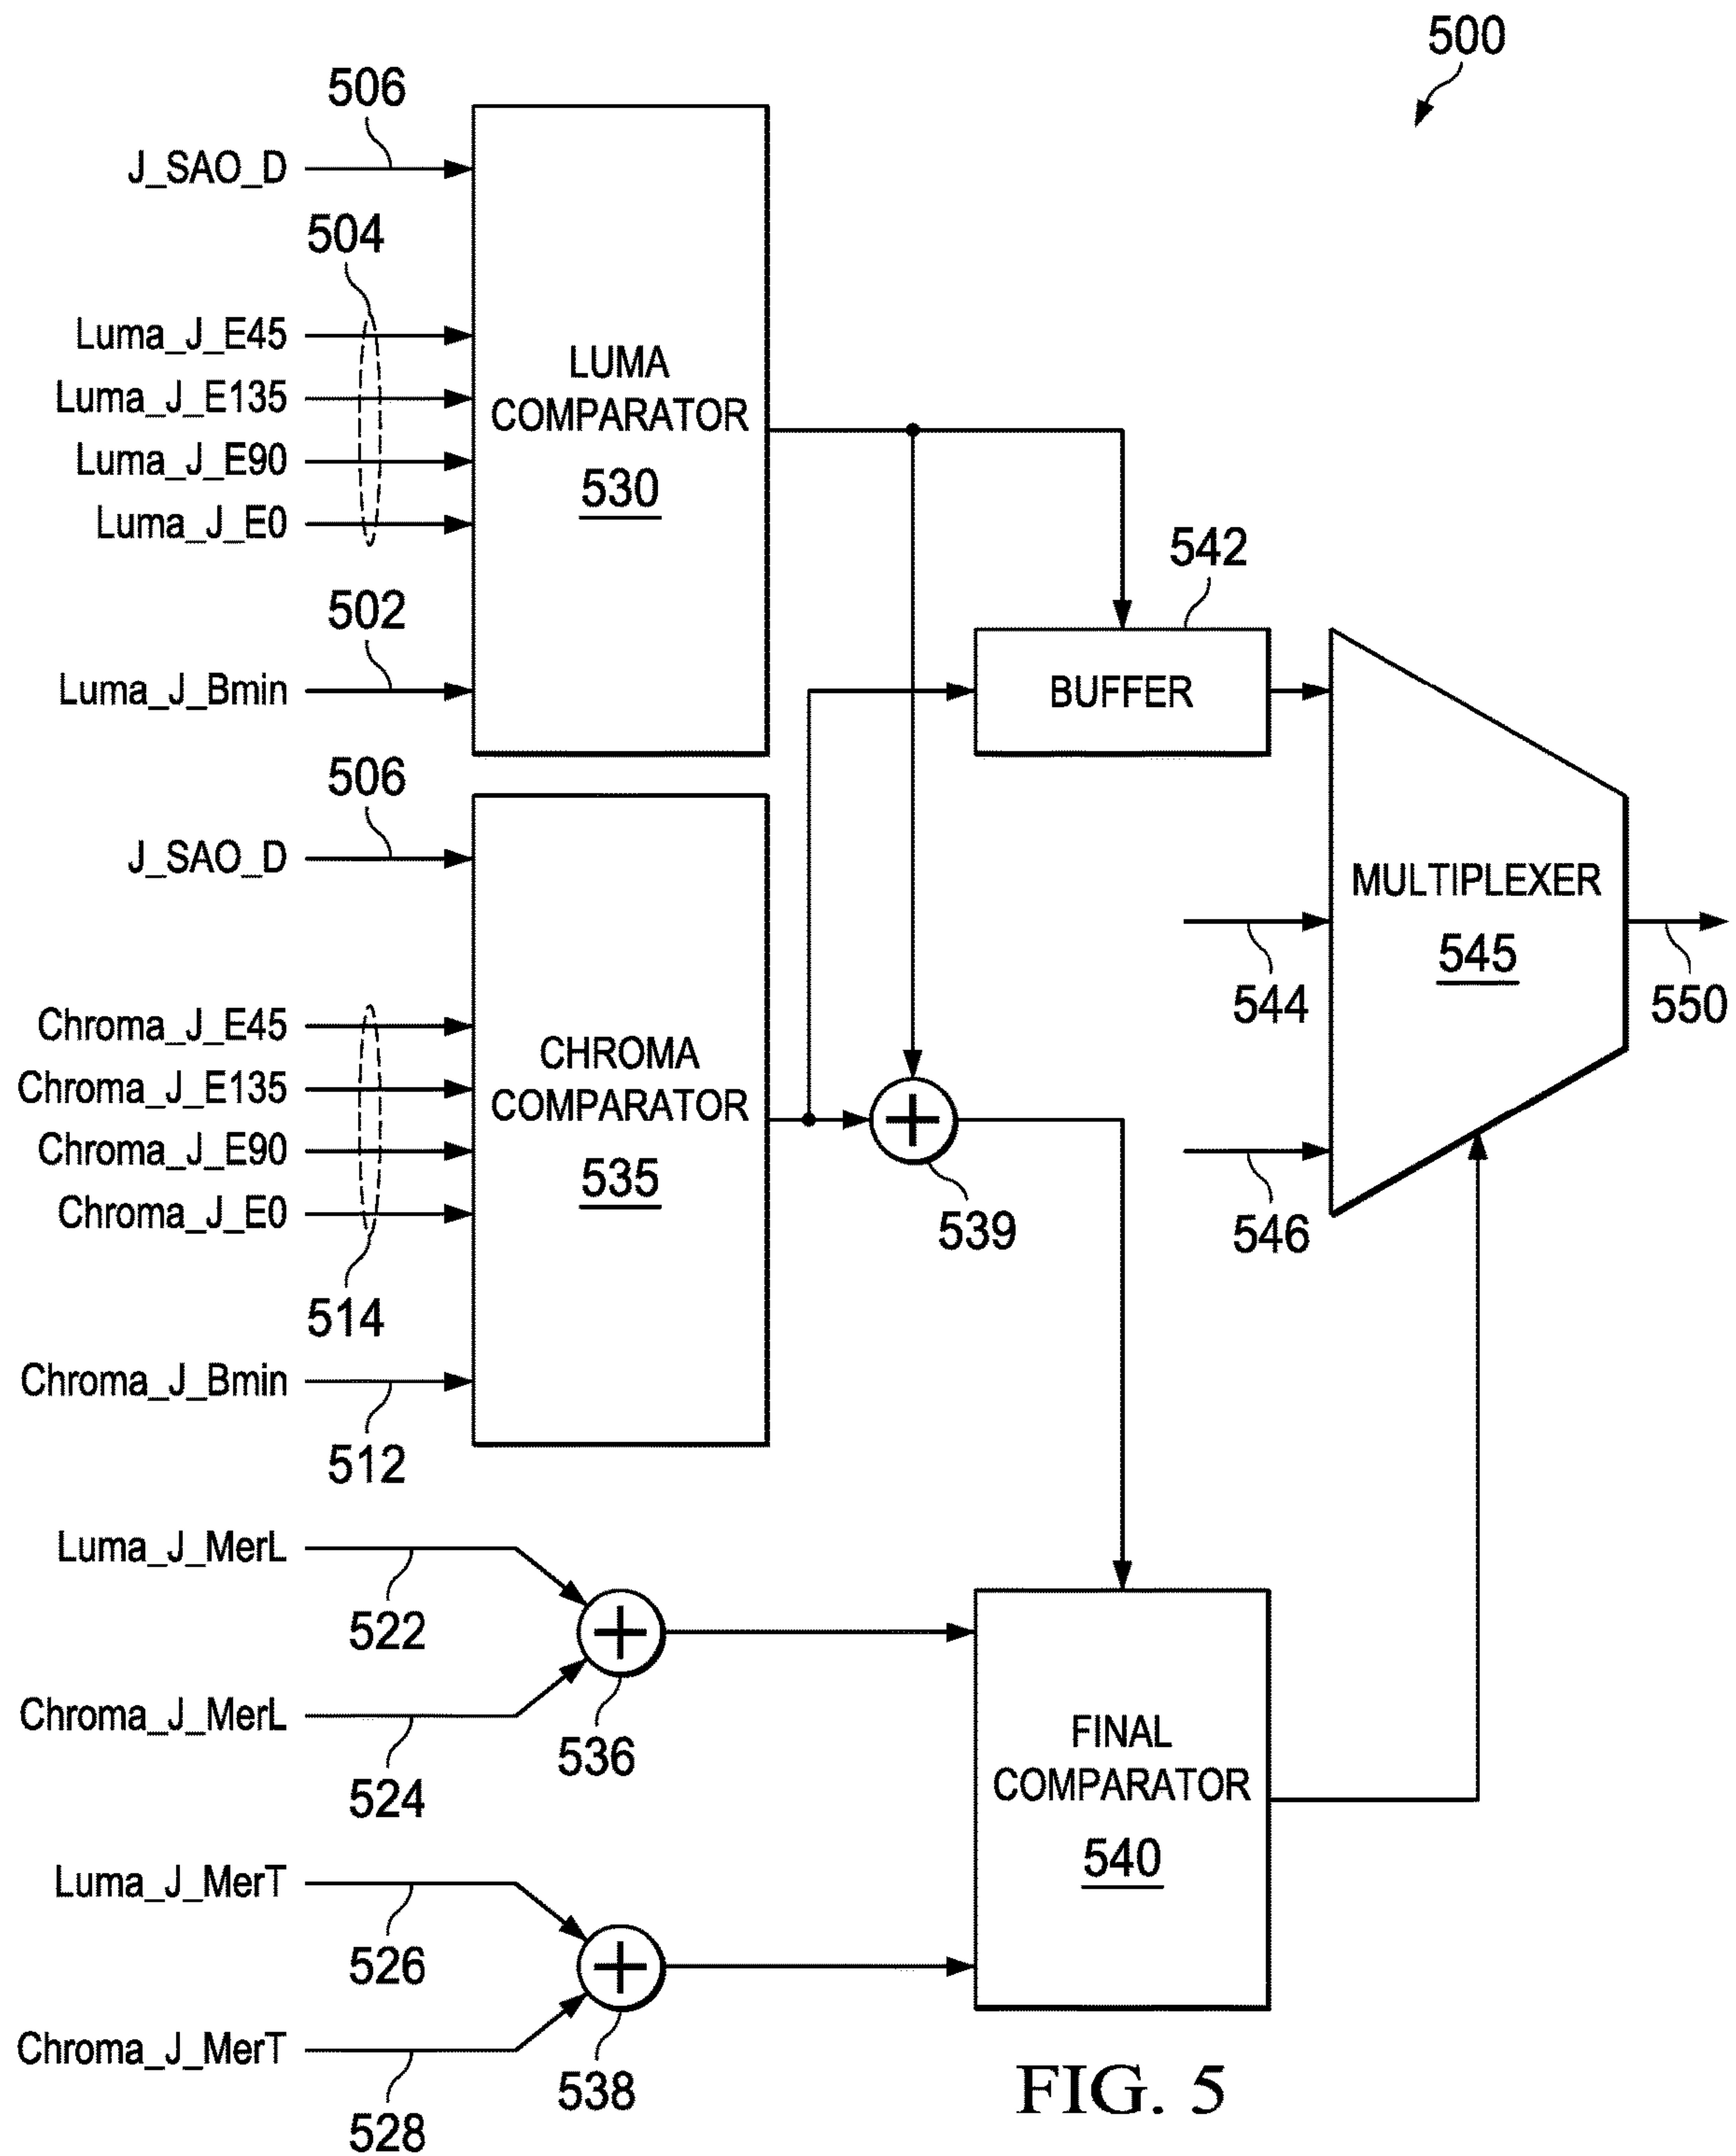 500
506
J_SAO_D
504
Luma_J_E45
Luma_J_E135
Luma_J_E90
Luma_J_E0
502
Luma_J_Bmin
LUMA
COMPARATOR
530
542
BUFFER
506
J_SAO_D
Chroma_J_E45
Chroma_J_E135
Chroma_J_E90
Chroma_J_E0
514
Chroma_J_Bmin
512
CHROMA
COMPARATOR
535
539
MULTIPLEXER
545
544
546
550
Luma_J_MerL
522
Chroma_J_MerL
524
536
Luma_J_MerT
526
Chroma_J_MerT
528
538
FINAL
COMPARATOR
540
FIG. 5